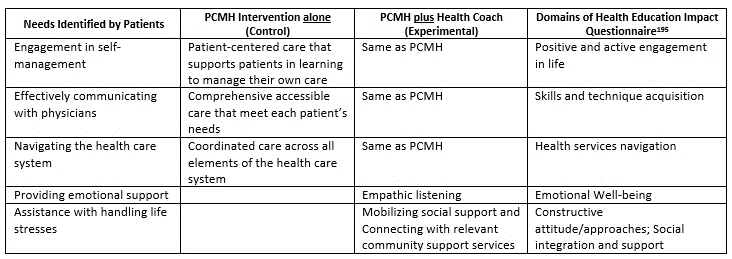 Needs Identified by Patients
PCMH Intervention alone
(Control)
PCMH plus Health Coach
(Experimental)
Domains of Health Education Impact
Questionnaire195
Engagement in self-
management
Patient-centered care that
supports patients in learning
to manage their own care
Same as PCMH
Positive and active engagement
in life
Effectively communicating
with physicians
Comprehensive accessible
care that meet each patient's
needs
Same as PCMH
Skills and technique acquisition
Navigating the health care
system
Coordinated care across all
elements of the health care
system
Same as PCMH
Health services navigation
Providing emotional support
Empathic listening
Emotional Well-being
Assistance with handling life
stresses
Mobilizing social support and
Connecting with relevant
community support services
Constructive
attitude/approaches; Social
integration and support